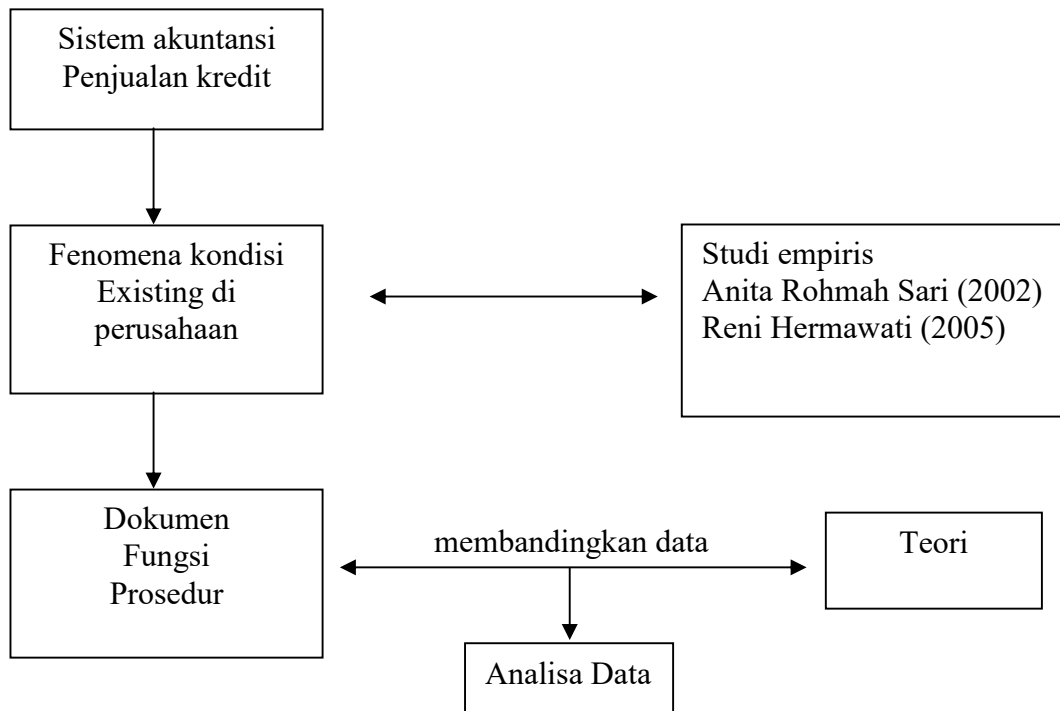 Sistem akuntansi
Penjualan kredit
Fenomena kondisi
Existing di
perusahaan
Studi empiris
Anita Rohmah Sari (2002)
Reni Hermawati (2005)
Dokumen
Fungsi
Prosedur
membandingkan data
Teori
Analisa Data